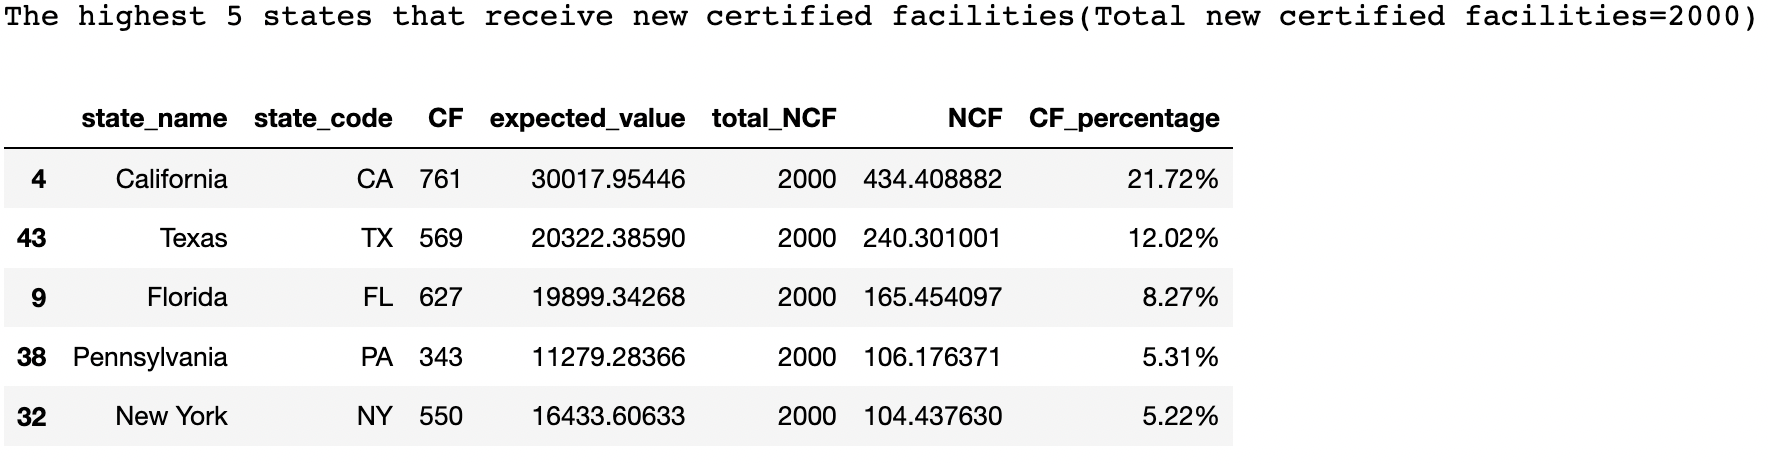 The highest 5 states that receive new certified facilities(Total new certified facilities=2000)
state_name state_code CF expected_value total_NCF NCF CF_percentage
4 California CA 761 30017.95446 2000 434.408882 21.72%
43 Texas TX 569 20322.38590 2000 240.301001 12.02%
9 Florida FL 627 19899.34268 2000 165.454097 8.27%
38 Pennsylvania PA 343 11279.28366 2000 106.176371 5.31%
32 New York NY 550 16433.60633 2000 104.437630 5.22%